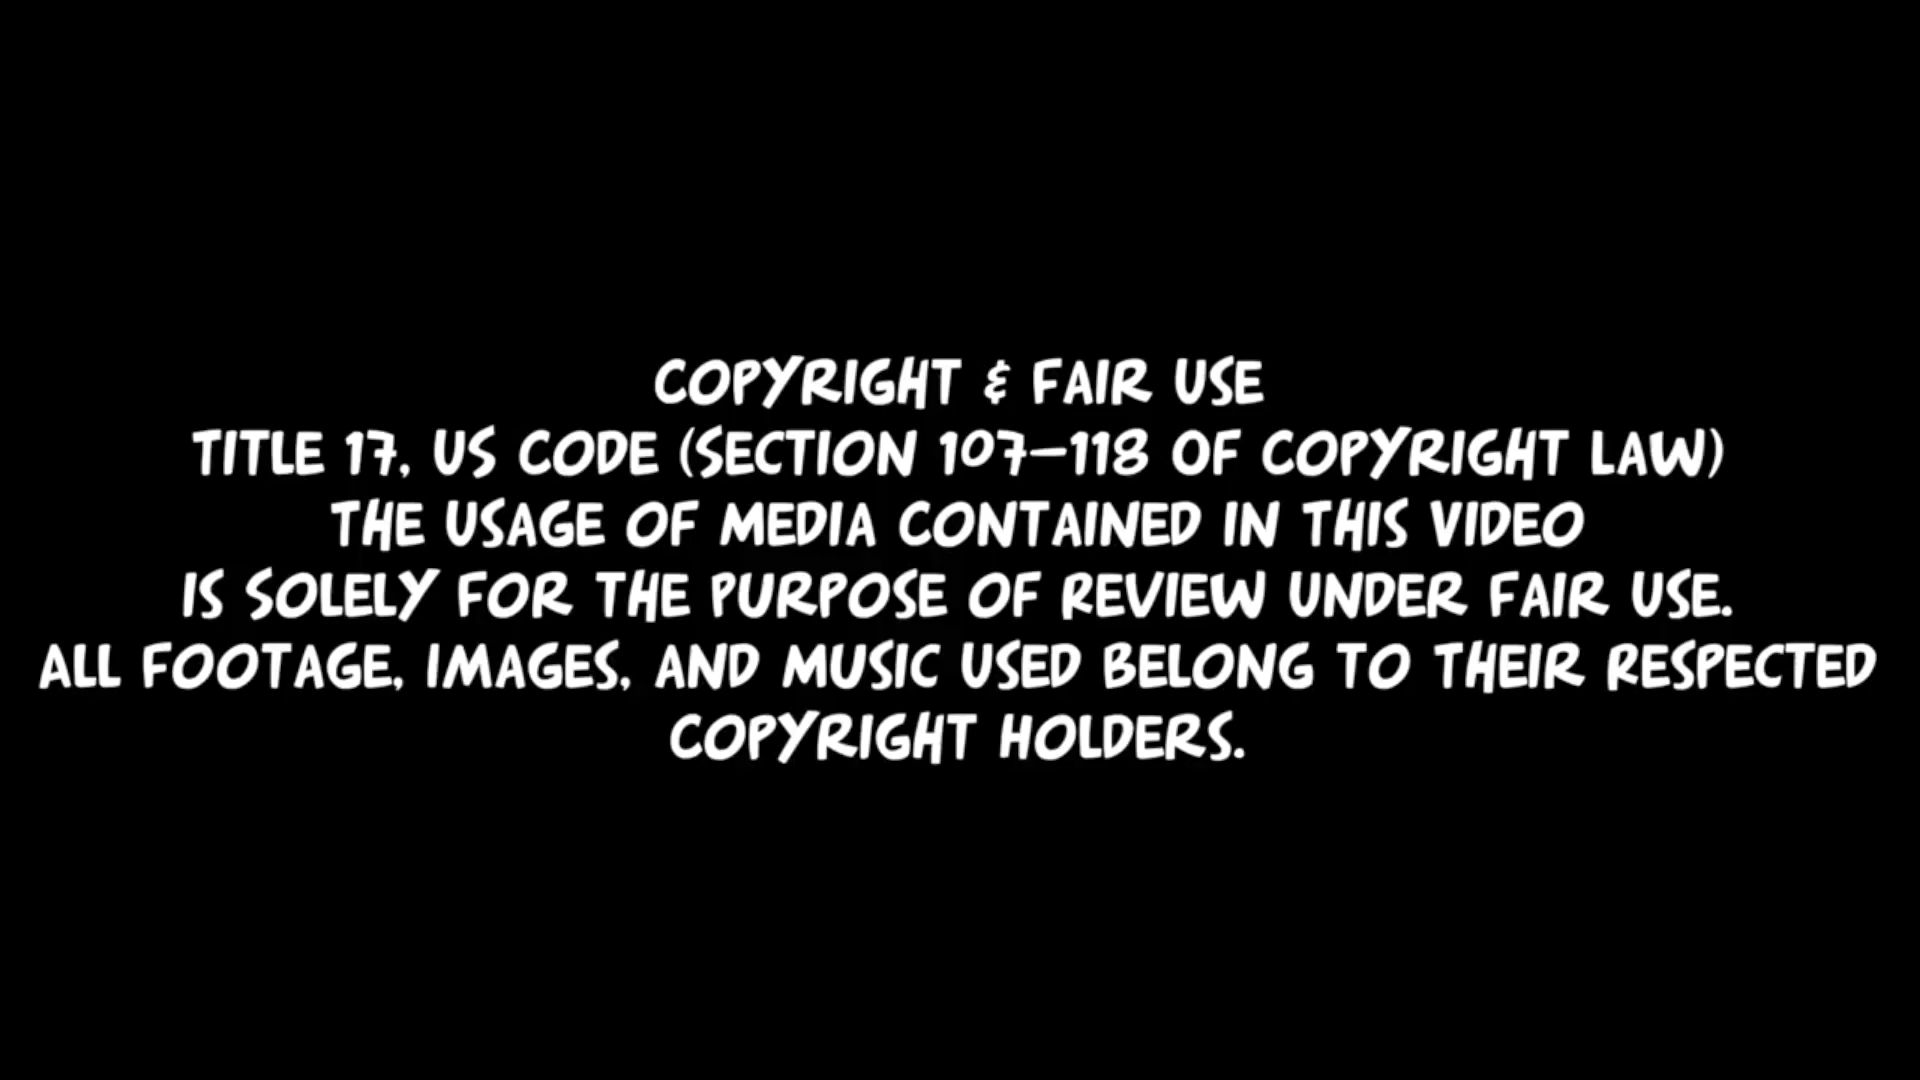 COPYRIGHT & FAIR USE
TITLE 17, US CODE (SECTION 107–118 OF COPYRIGHT LAW)
THE USAGE OF MEDIA CONTAINED IN THIS VIDEO
IS SOLELY FOR THE PURPOSE OF REVIEW UNDER FAIR USE.
ALL FOOTAGE, IMAGES, AND MUSIC USED BELONG TO THEIR RESPECTED
COPYRIGHT HOLDERS.